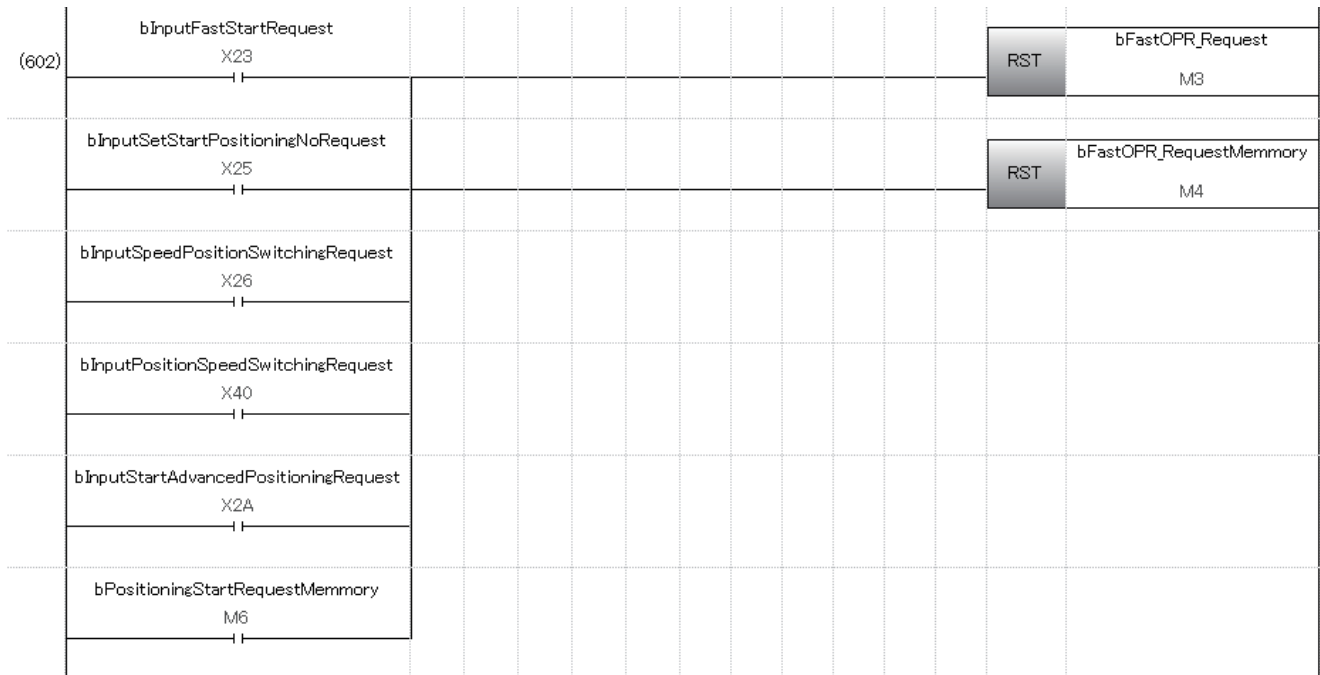 bInputFastStartRequest
bFastOPR_Request
(602)
X23
RST
M3
bInputSetStartPositioningNoRequest
bFastOPR_RequestMemmory
X25
RST
M4
bInputSpeedPositionSwitchingRequest
X26
bInputPositionSpeedSwitchingRequest
X40
bInputStartAdvancedPositioningRequest
X2A
bPositioningStartRequestMemmory
M6